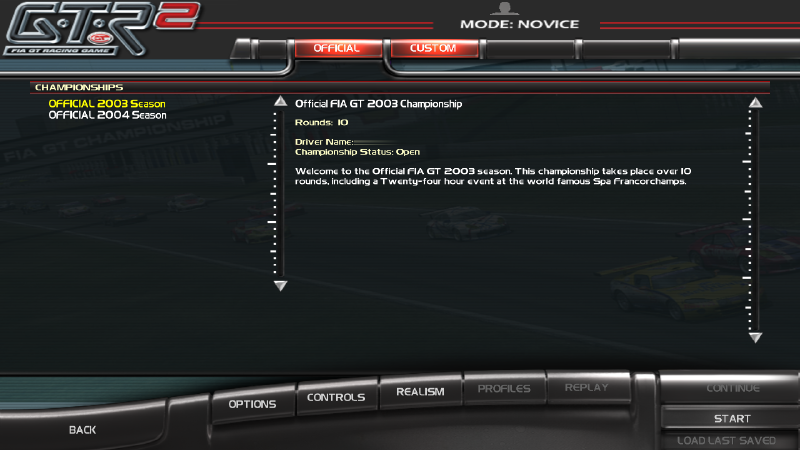 GTR2
FIA GT RACING GAME
MODE: NOVICE
OFFICIAL
CUSTOM
CHAMPIONSHIPS
OFFICIAL 2003 Season
OFFICIAL 2004 Season
Official FIA GT 2003 Championship
Rounds: 10
Driver Name:
Championship Status: Open
Welcome to the Official FIA GT 2003 season. This championship takes place over 10
rounds, including a Twenty-four hour event at the world famous Spa Francorchamps.
FIA GT CHAMPIONSHIP
BACK
OPTIONS
CONTROLS
REALISM
PROFILES
REPLAY
CONTINUE
START
LOAD LAST SAVED